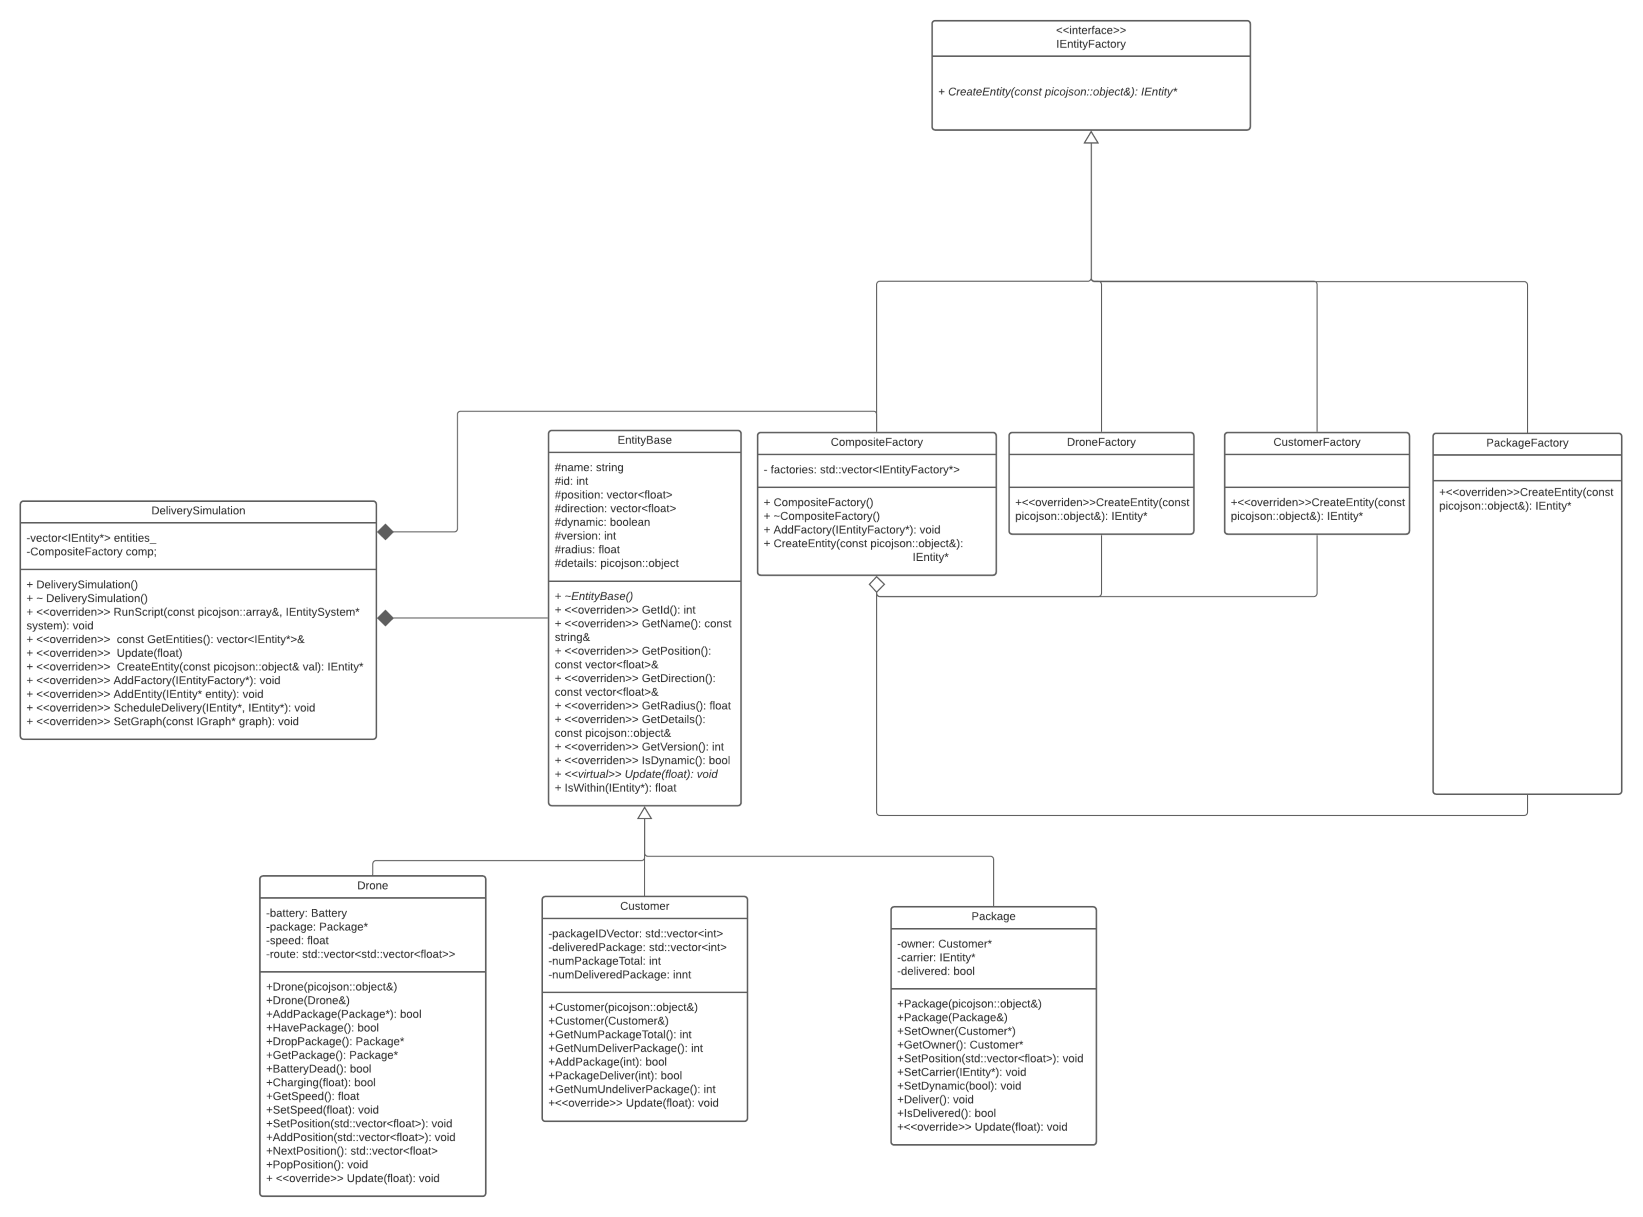 <<interface>>
IEntityFactory
+ CreateEntity(const picojson::object&): IEntity*
DeliverySimulation
-vector<IEntity*> entities_
-CompositeFactory comp;
+ DeliverySimulation()
+ ~ DeliverySimulation()
+ <<overriden>> RunScript(const picojson::array&, IEntitySystem*
system): void
+ <<overriden>>  const GetEntities(): vector<IEntity*>&
+ <<overriden>>  Update(float)
+ <<overriden>>  CreateEntity(const picojson::object& val): IEntity*
+ <<overriden>> AddFactory(IEntityFactory*): void
+ <<overriden>> AddEntity(IEntity* entity): void
+ <<overriden>> ScheduleDelivery(IEntity*, IEntity*): void
+ <<overriden>> SetGraph(const IGraph* graph): void
EntityBase
#name: string
#id: int
#position: vector<float>
#direction: vector<float>
#dynamic: boolean
#version: int
#radius: float
#details: picojson::object
+ ~EntityBase()
+ <<overriden>> GetId(): int
+ <<overriden>> GetName(): const
string&
+ <<overriden>> GetPosition():
const vector<float>&
+ <<overriden>> GetDirection():
const vector<float>&
+ <<overriden>> GetRadius(): float
+ <<overriden>> GetDetails():
const picojson::object&
+ <<overriden>> GetVersion(): int
+ <<overriden>> IsDynamic(): bool
+ <<virtual>> Update(float): void
+ IsWithin(IEntity*): float
CompositeFactory
- factories: std::vector<IEntityFactory*>
+ CompositeFactory()
+ ~CompositeFactory()
+ AddFactory(IEntityFactory*): void
+ CreateEntity(const picojson::object&):
IEntity*
DroneFactory
+<<overriden>>CreateEntity(const
picojson::object&): IEntity*
CustomerFactory
+<<overriden>>CreateEntity(const
picojson::object&): IEntity*
PackageFactory
+<<overriden>>CreateEntity(const
picojson::object&): IEntity*
Drone
-battery: Battery
-package: Package*
-speed: float
-route: std::vector<std::vector<float>>
+Drone(picojson::object&)
+Drone(Drone&)
+AddPackage(Package*): bool
+HavePackage(): bool
+DropPackage(): Package*
+GetPackage(): Package*
+BatteryDead(): bool
+Charging(float): bool
+GetSpeed(): float
+SetSpeed(float): void
+SetPosition(std::vector<float>): void
+AddPosition(std::vector<float>): void
+NextPosition(): std::vector<float>
+PopPosition(): void
+ <<override>> Update(float): void
Customer
-packageIDVector: std::vector<int>
-deliveredPackage: std::vector<int>
-numPackageTotal: int
-numDeliveredPackage: innt
+Customer(picojson::object&)
+Customer(Customer&)
+GetNumPackageTotal(): int
+GetNumDeliverPackage(): int
+AddPackage(int): bool
+PackageDeliver(int): bool
+GetNumUndeliverPackage(): int
+<<override>> Update(float): void
Package
-owner: Customer*
-carrier: IEntity*
-delivered: bool
+Package(picojson::object&)
+Package(Package&)
+SetOwner(Customer*)
+GetOwner(): Customer*
+SetPosition(std::vector<float>): void
+SetCarrier(IEntity*): void
+SetDynamic(bool): void
+Deliver(): void
+IsDelivered(): bool
+<<override>> Update(float): void